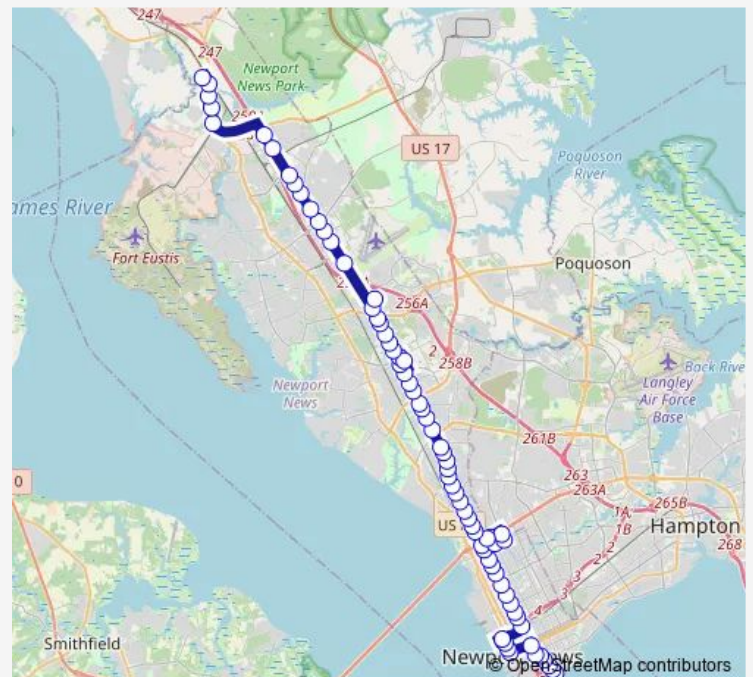 247
247
Newport
News Park
250A
US 17
Poquoson
River
ames River
Fort Eustis
Poquoson
256A
2
258B
Back Rive
Langley
Air Force
Base
Newport
News
261B
0
263
263A
265B
1A
1B
US
Hampton
268
2
2
3
3
4
Smithfield
© OpenStreetMap contributors